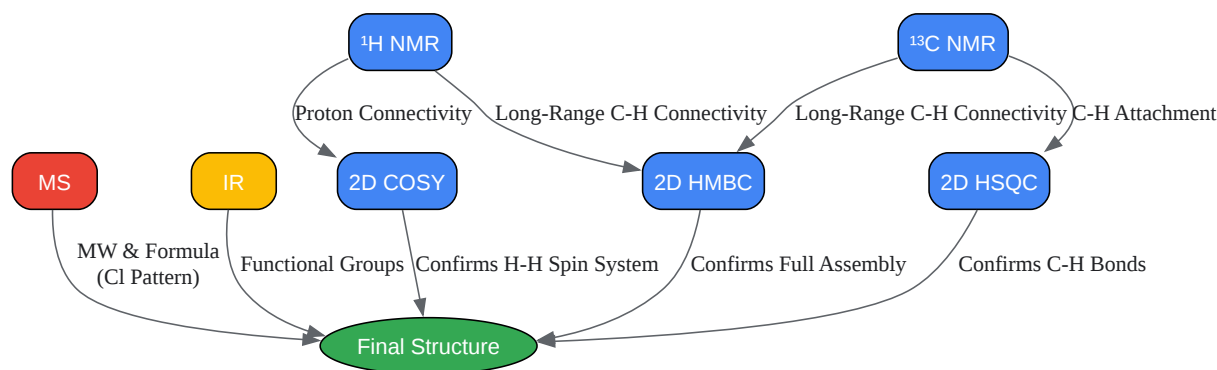 ¹H NMR
¹³C NMR
Proton Connectivity
Long-Range C-H Connectivity
Long-Range C-H Connectivity
C-H Attachment
MS
IR
2D COSY
2D HMBC
2D HSQC
MW & Formula
(Cl Pattern)
Functional Groups
Confirms H-H Spin System
Confirms Full Assembly
Confirms C-H Bonds
Final Structure